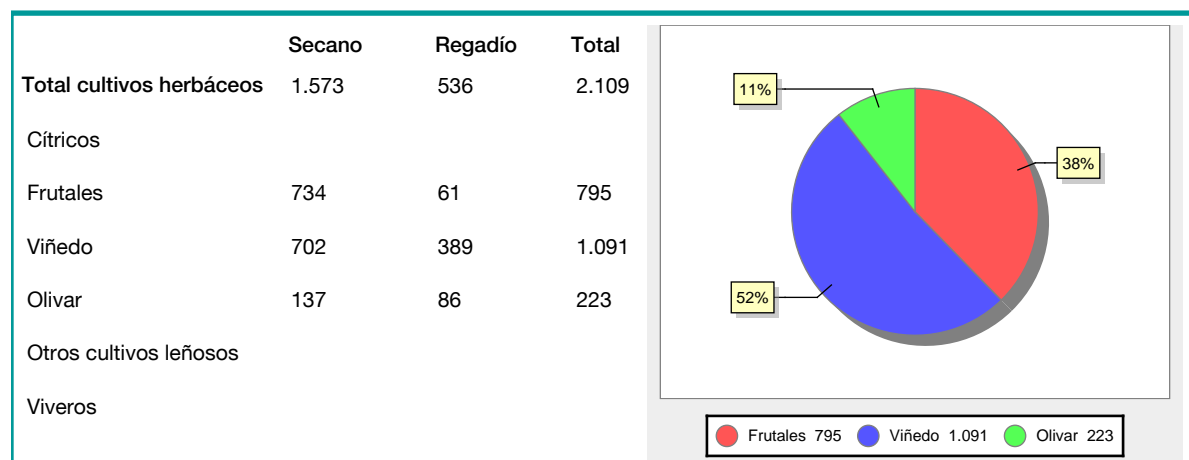 Secano Regadío Total
Total cultivos herbáceos 1.573 536 2.109
Cítricos
Frutales 734 61 795
Viñedo 702 389 1.091
Olivar 137 86 223
Otros cultivos leñosos
Viveros
11%
38%
52%
Frutales 795 Viñedo 1.091 Olivar 223